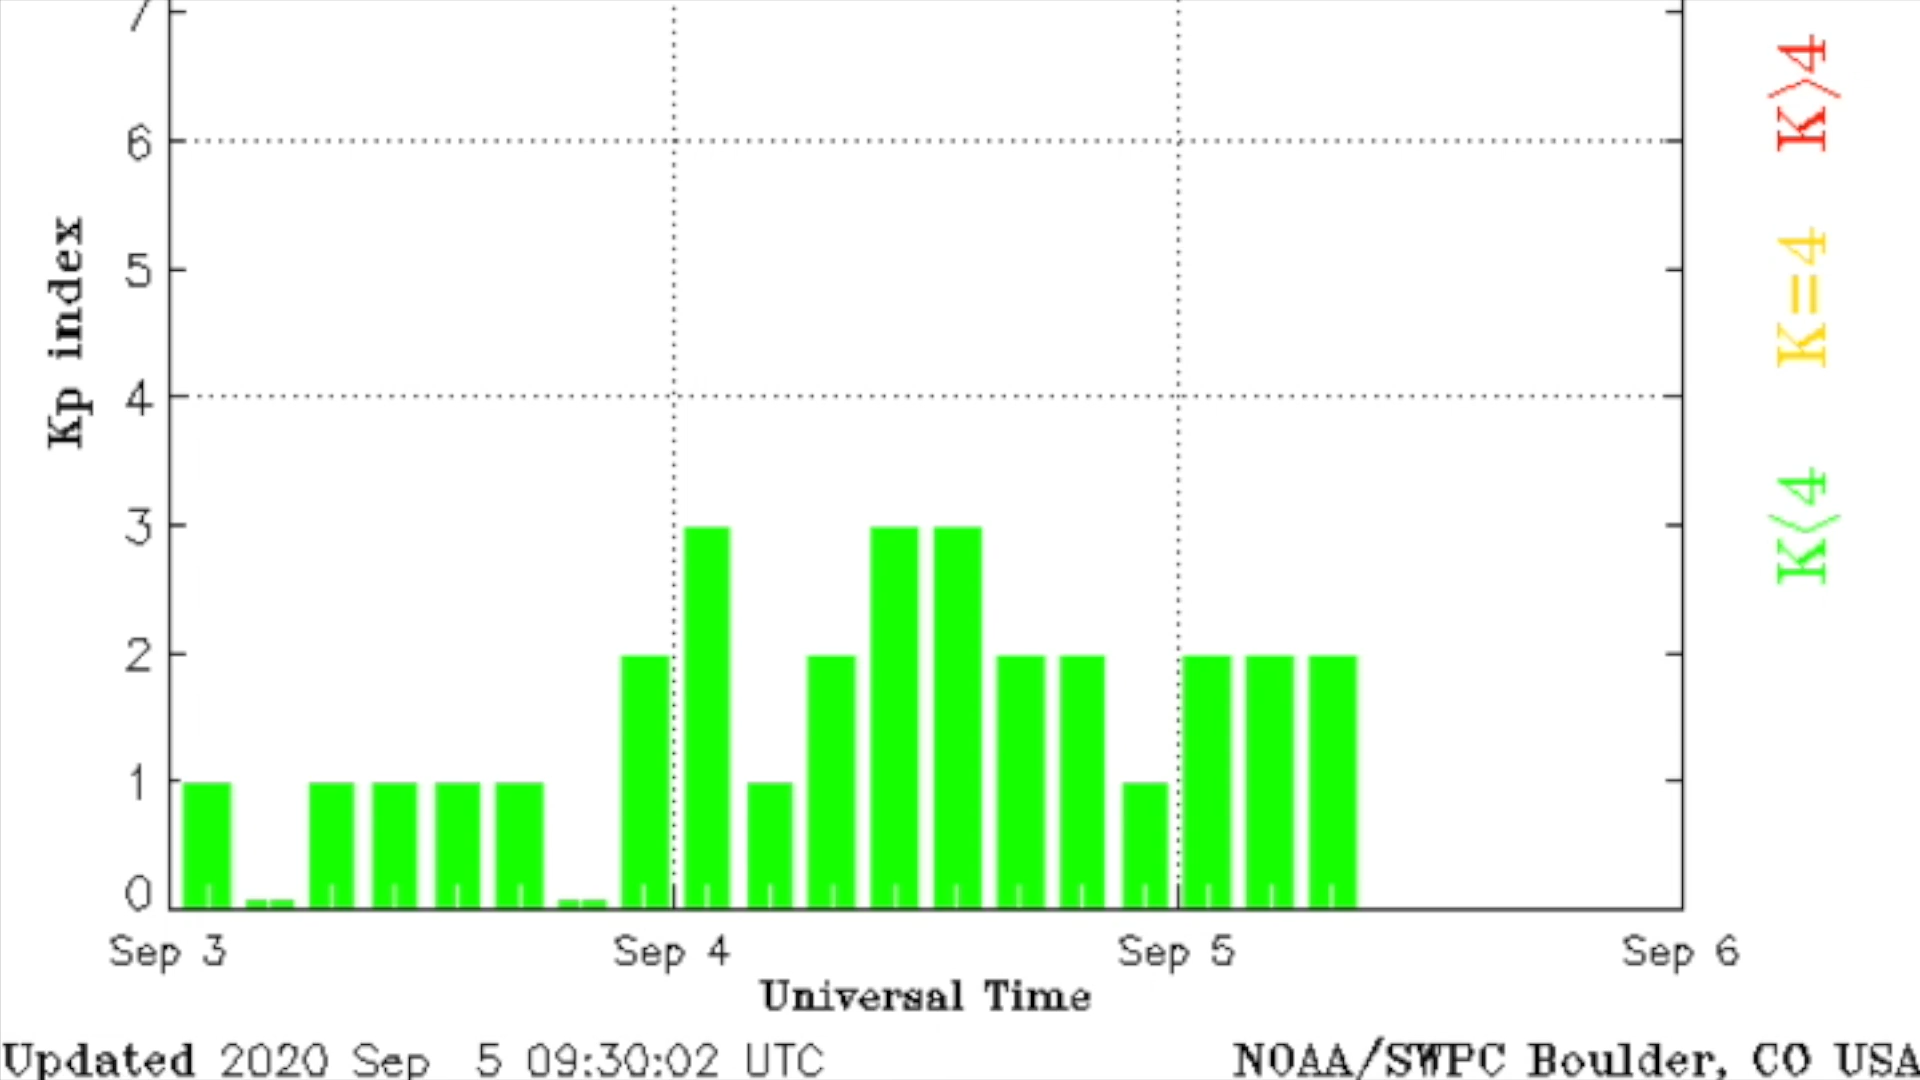 7
6
5
4
3
2
1
0
Kp index
Sep 3 Sep 4 Sep 5 Sep 6
Universal Time
K>4
K=4
K<4
Updated 2020 Sep 5 09:30:02 UTC
NOAA/SWPC Boulder, CO USA